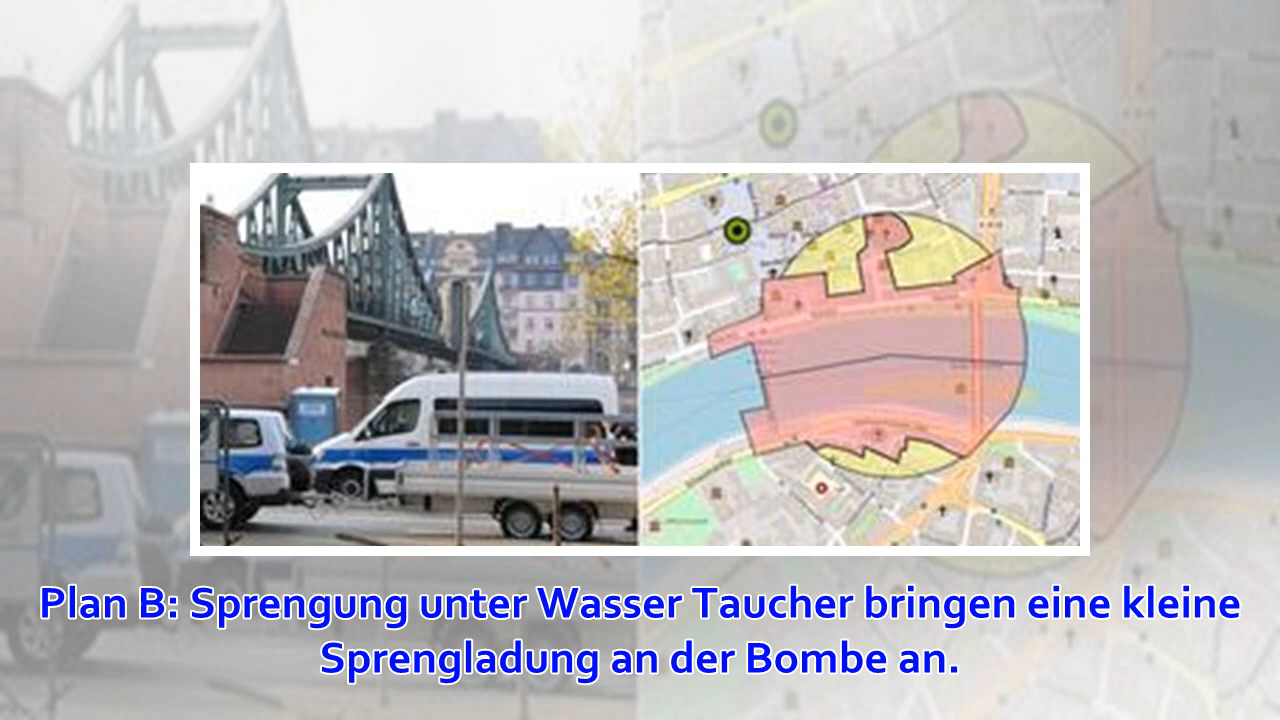 Plan B: Sprengung unter Wasser Taucher bringen eine kleine
Sprengladung an der Bombe an.